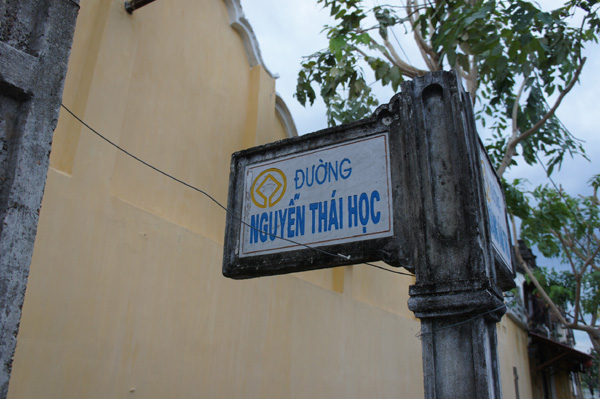 ĐƯỜNG
NGUYỄN THÁI HỌC